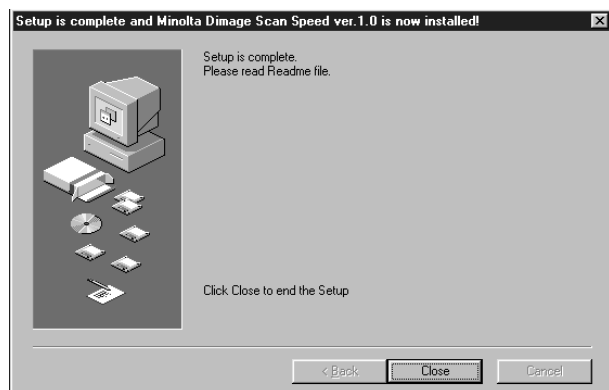 Setup is complete and Minolta Dimage Scan Speed ver.1.0 is now installed!
Setup is complete.
Please read Readme file.
Click Close to end the Setup
< Back
Close
Cancel